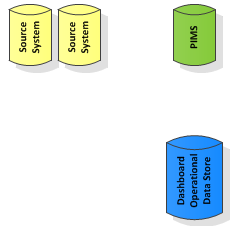 Source
System
Source
System
PIMS
Dashboard
Operational
Data Store